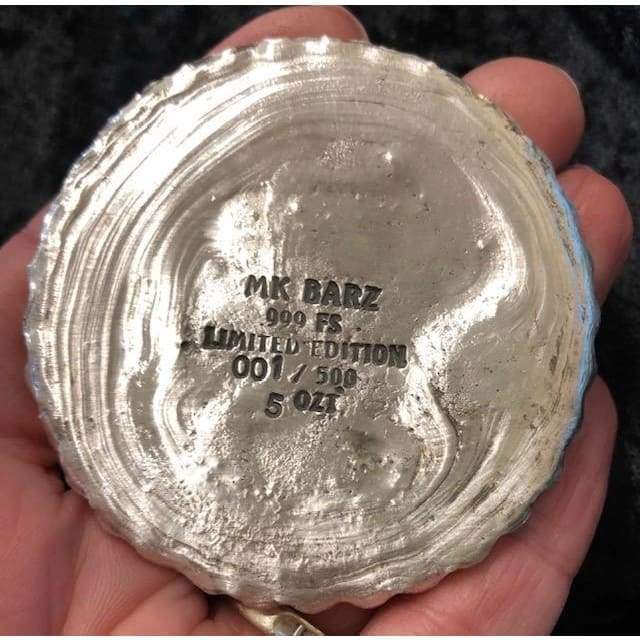 MK BARZ
999 FS
LIMITED EDITION
001/500
5 OZT